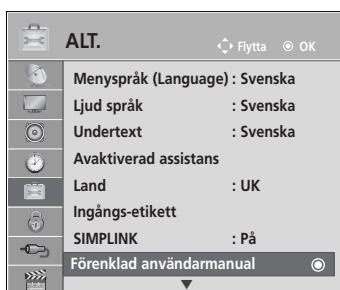 ALT. Flytta OK
Menyspråk (Language) : Svenska
Ljud språk : Svenska
Undertext : Svenska
Avaktiverad assistans
Land : UK
Ingångs-etikett
SIMPLINK : På
Förenklad användarmanual